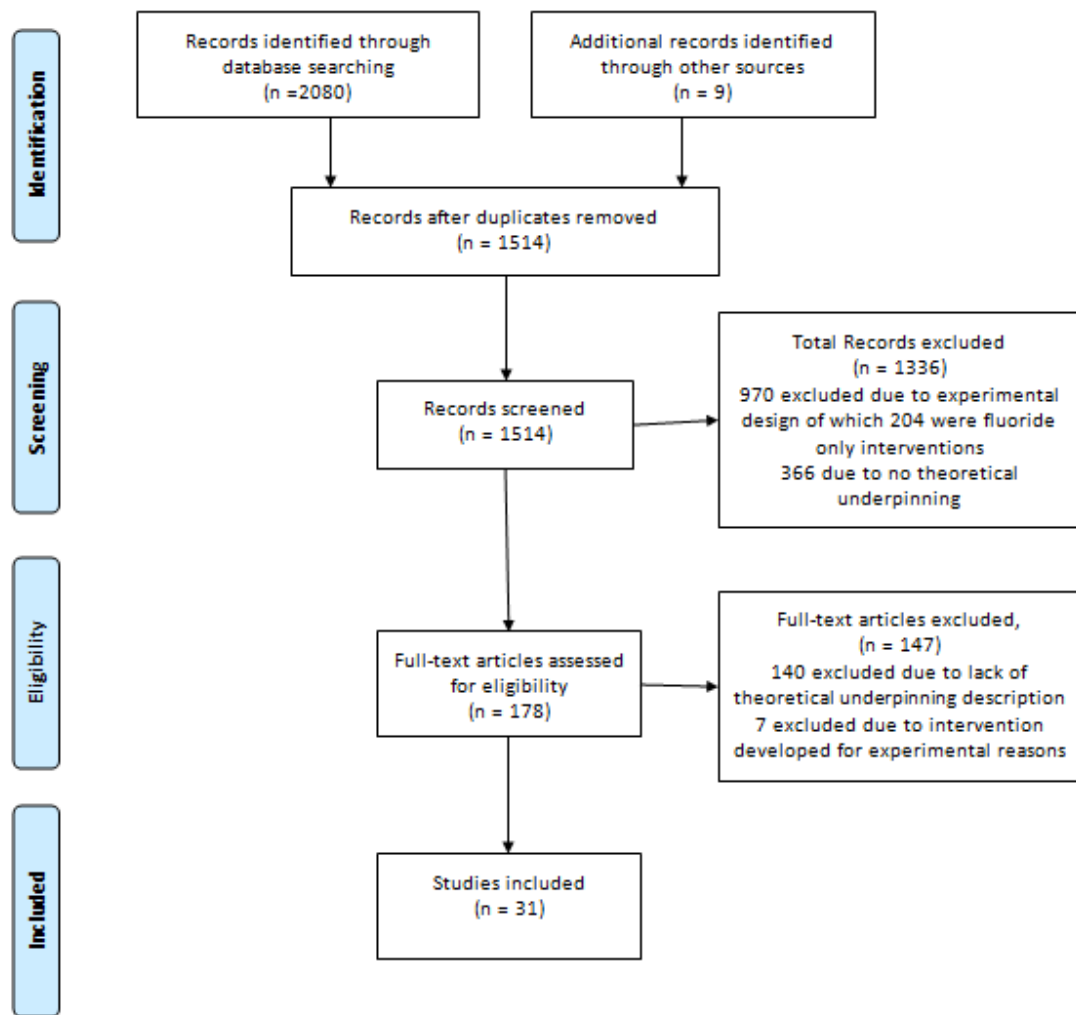 Identification
Records identified through
database searching
(n =2080)
Additional records identified
through other sources
(n = 9)
Records after duplicates removed
(n = 1514)
Screening
Records screened
(n = 1514)
Total Records excluded
(n = 1336)
970 excluded due to experimental
design of which 204 were fluoride
only interventions
366 due to no theoretical
underpinning
Eligibility
Full-text articles assessed
for eligibility
(n = 178)
Full-text articles excluded,
(n = 147)
140 excluded due to lack of
theoretical underpinning description
7 excluded due to intervention
developed for experimental reasons
Included
Studies included
(n = 31)